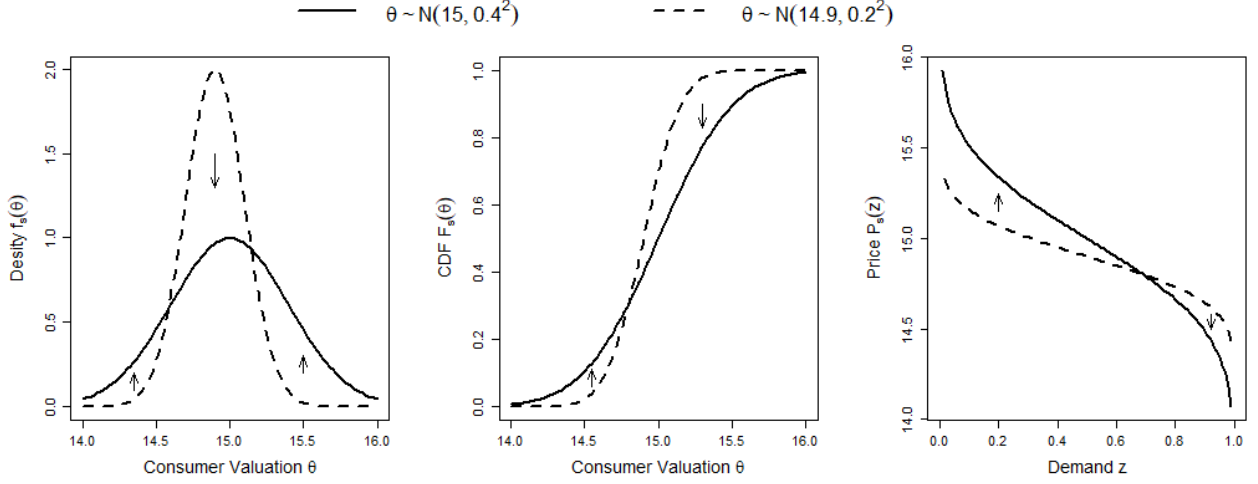 θ ~ N(15, 0.4²) θ ~ N(14.9, 0.2²)
Desity fₛ(θ)
0.0 0.5 1.0 1.5 2.0
14.0 14.5 15.0 15.5 16.0
Consumer Valuation θ
CDF Fₛ(θ)
0.0 0.2 0.4 0.6 0.8 1.0
14.0 14.5 15.0 15.5 16.0
Consumer Valuation θ
Price Pₛ(z)
14.0 14.5 15.0 15.5 16.0
0.0 0.2 0.4 0.6 0.8 1.0
Demand z